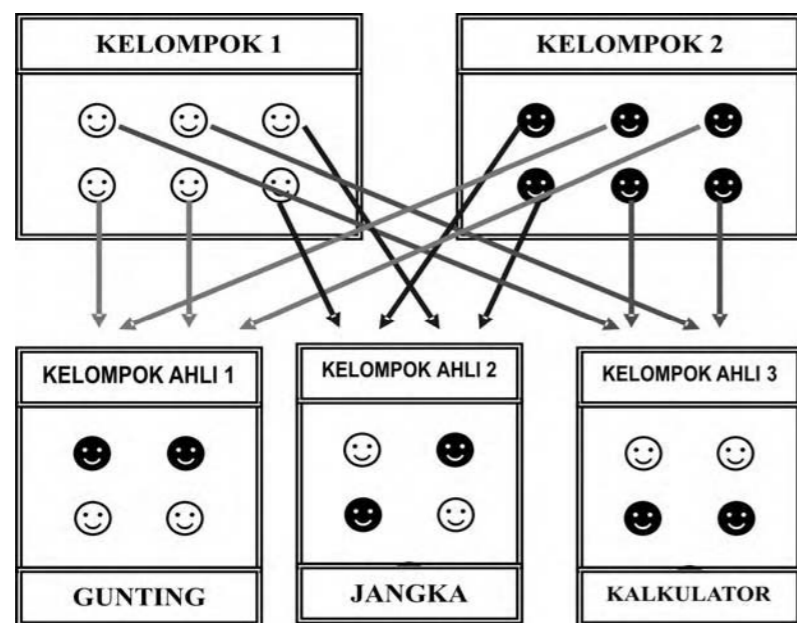 KELOMPOK 1
KELOMPOK 2
KELOMPOK AHLI 1
KELOMPOK AHLI 2
KELOMPOK AHLI 3
GUNTING
JANGKA
KALKULATOR